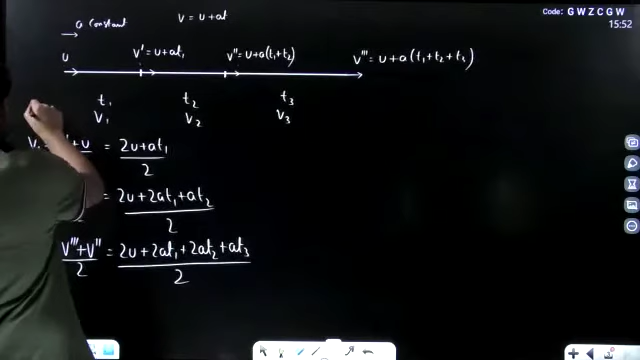 Code: GWZCGW
15:52
a constant
v = u + at
u
v' = u + at₁
v'' = u + a(t₁ + t₂)
v''' = u + a(t₁ + t₂ + t₃)
t₁ t₂ t₃
v₁ v₂ v₃
+ u = 2u + at₁ / 2
= 2u + 2at₁ + at₂ / 2
v''' + v'' / 2 = 2u + 2at₁ + 2at₂ + at₃ / 2